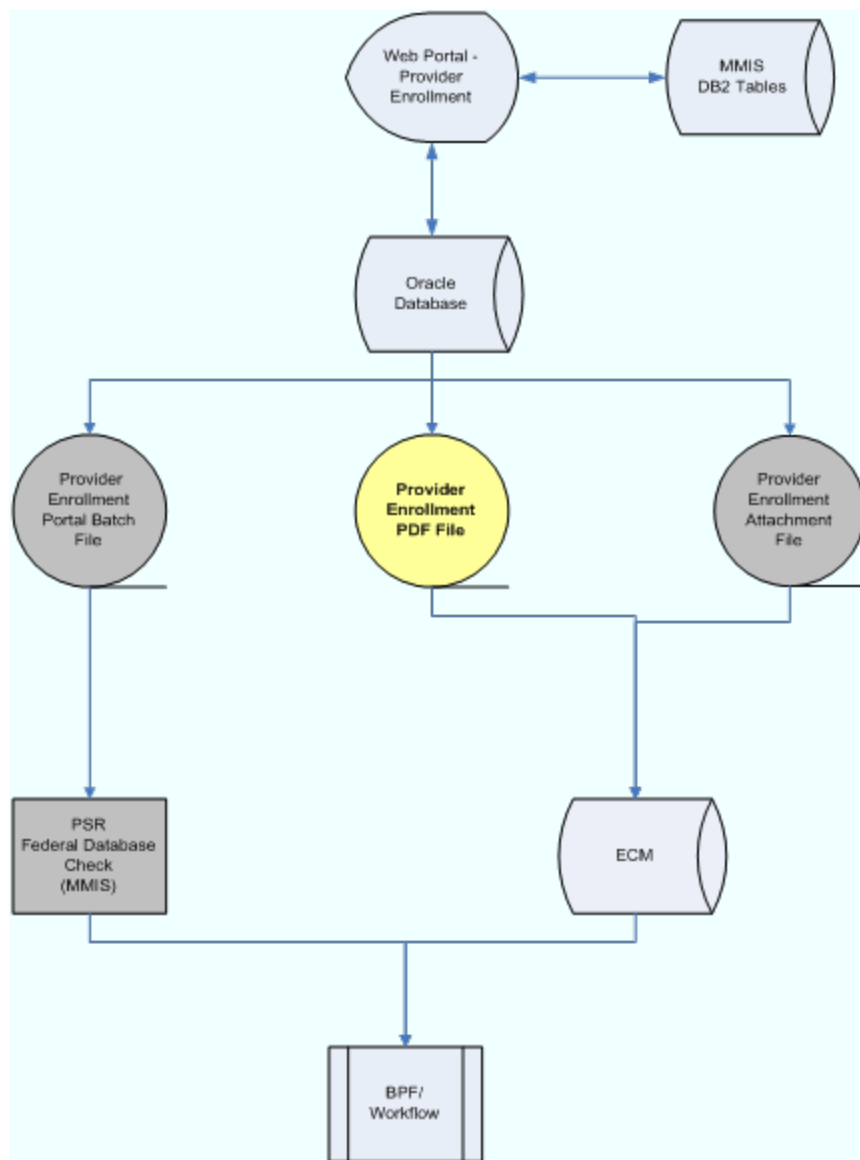 Web Portal -
Provider
Enrollment
MMIS
DB2 Tables
Oracle
Database
Provider
Enrollment
Portal Batch
File
Provider
Enrollment
PDF File
Provider
Enrollment
Attachment
File
PSR
Federal Database
Check
(MMIS)
ECM
BPF/
Workflow